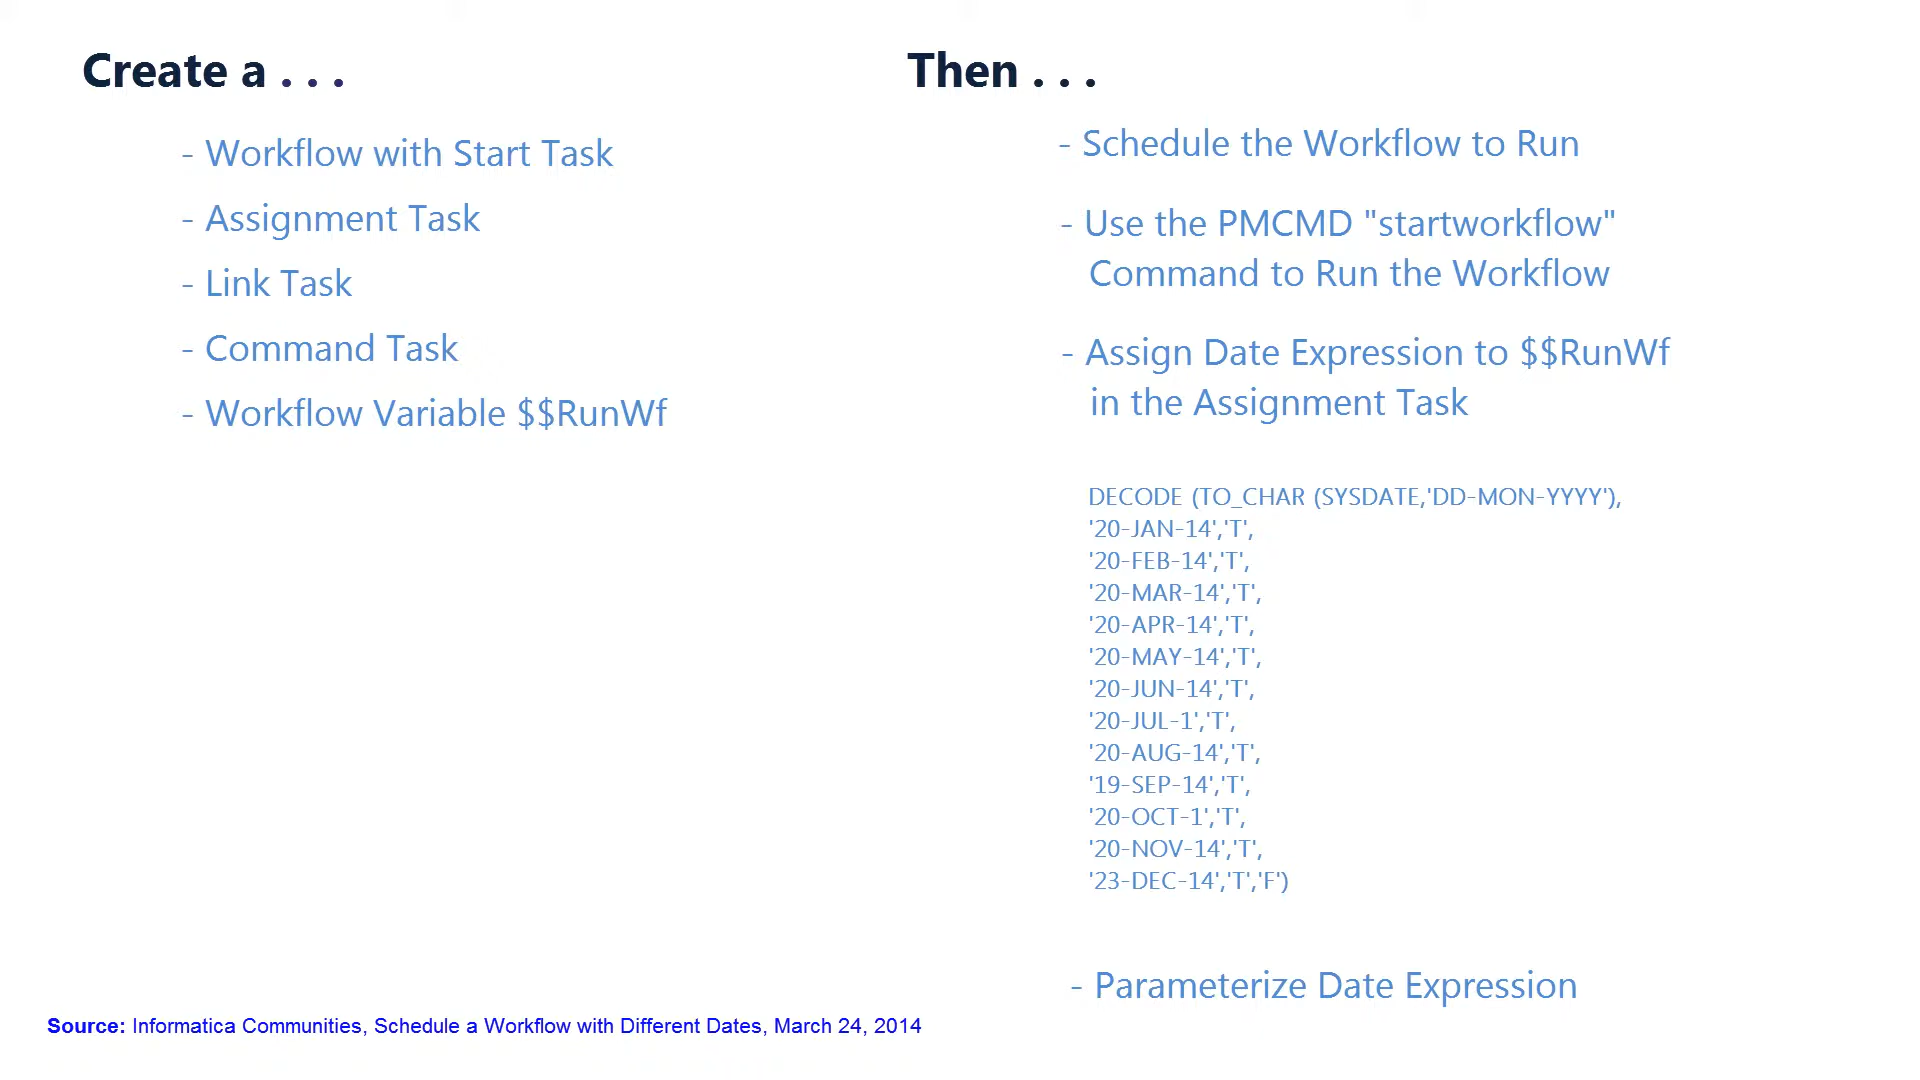 Create a . . .
- Workflow with Start Task
- Assignment Task
- Link Task
- Command Task
- Workflow Variable $$RunWf
Then . . .
- Schedule the Workflow to Run
- Use the PMCMD "startworkflow"
Command to Run the Workflow
- Assign Date Expression to $$RunWf
in the Assignment Task
DECODE (TO_CHAR (SYSDATE,'DD-MON-YYYY'),
'20-JAN-14','T',
'20-FEB-14','T',
'20-MAR-14','T',
'20-APR-14','T',
'20-MAY-14','T',
'20-JUN-14','T',
'20-JUL-1','T',
'20-AUG-14','T',
'19-SEP-14','T',
'20-OCT-1','T',
'20-NOV-14','T',
'23-DEC-14','T','F')
- Parameterize Date Expression
Source: Informatica Communities, Schedule a Workflow with Different Dates, March 24, 2014